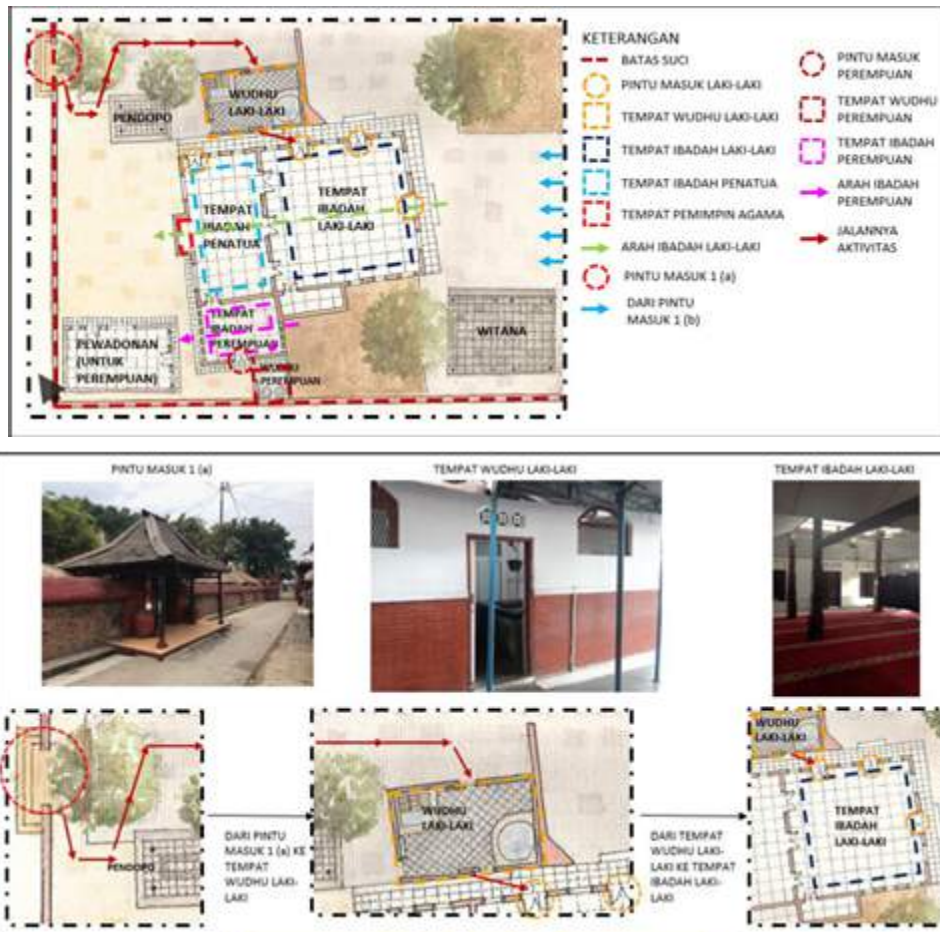 WUDHU
LAKI-LAKI
PENDOPO
TEMPAT
IBADAH
PENATUA
TEMPAT
IBADAH
LAKI-LAKI
TEMPAT
IBADAH
PEREMPUAN
WUDHU
PEREMPUAN
PEWADONAN
(UNTUK
PEREMPUAN)
WITANA
KETERANGAN
BATAS SUCI
PINTU MASUK LAKI-LAKI
TEMPAT WUDHU LAKI-LAKI
TEMPAT IBADAH LAKI-LAKI
TEMPAT IBADAH PENATUA
TEMPAT PEMIMPIN AGAMA
ARAH IBADAH LAKI-LAKI
PINTU MASUK 1 (a)
DARI PINTU
MASUK 1 (b)
PINTU MASUK
PEREMPUAN
TEMPAT WUDHU
PEREMPUAN
TEMPAT IBADAH
PEREMPUAN
ARAH IBADAH
PEREMPUAN
JALANNYA
AKTIVITAS
PINTU MASUK 1 (a)
TEMPAT WUDHU LAKI-LAKI
TEMPAT IBADAH LAKI-LAKI
PENDOPO
DARI PINTU
MASUK 1 (a) KE
TEMPAT
WUDHU LAKI-
LAKI
WUDHU
LAKI-LAKI
DARI TEMPAT
WUDHU LAKI-
LAKI KE TEMPAT
IBADAH LAKI-
LAKI
WUDHU
LAKI-LAKI
TEMPAT
IBADAH
LAKI-LAKI